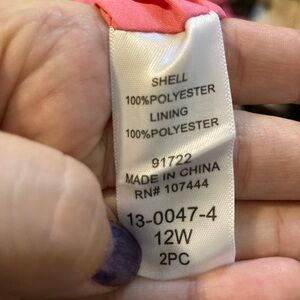 SHELL
100%POLYESTER
LINING
100%POLYESTER
91722
MADE IN CHINA
RN# 107444
13-0047-4
12W
2PC